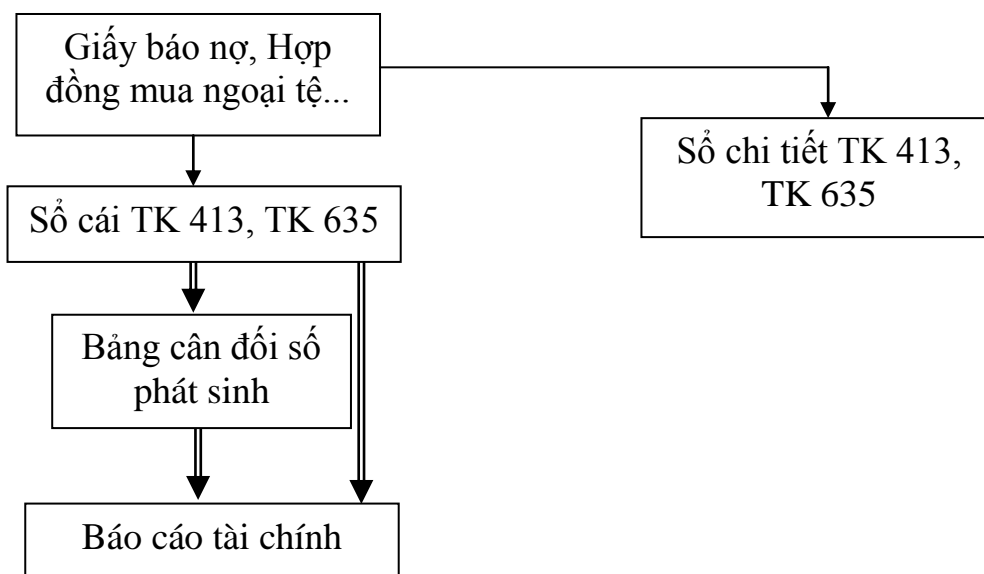 Giấy báo nợ, Hợp
đồng mua ngoại tệ...
Sổ chi tiết TK 413,
TK 635
Sổ cái TK 413, TK 635
Bảng cân đối số
phát sinh
Báo cáo tài chính